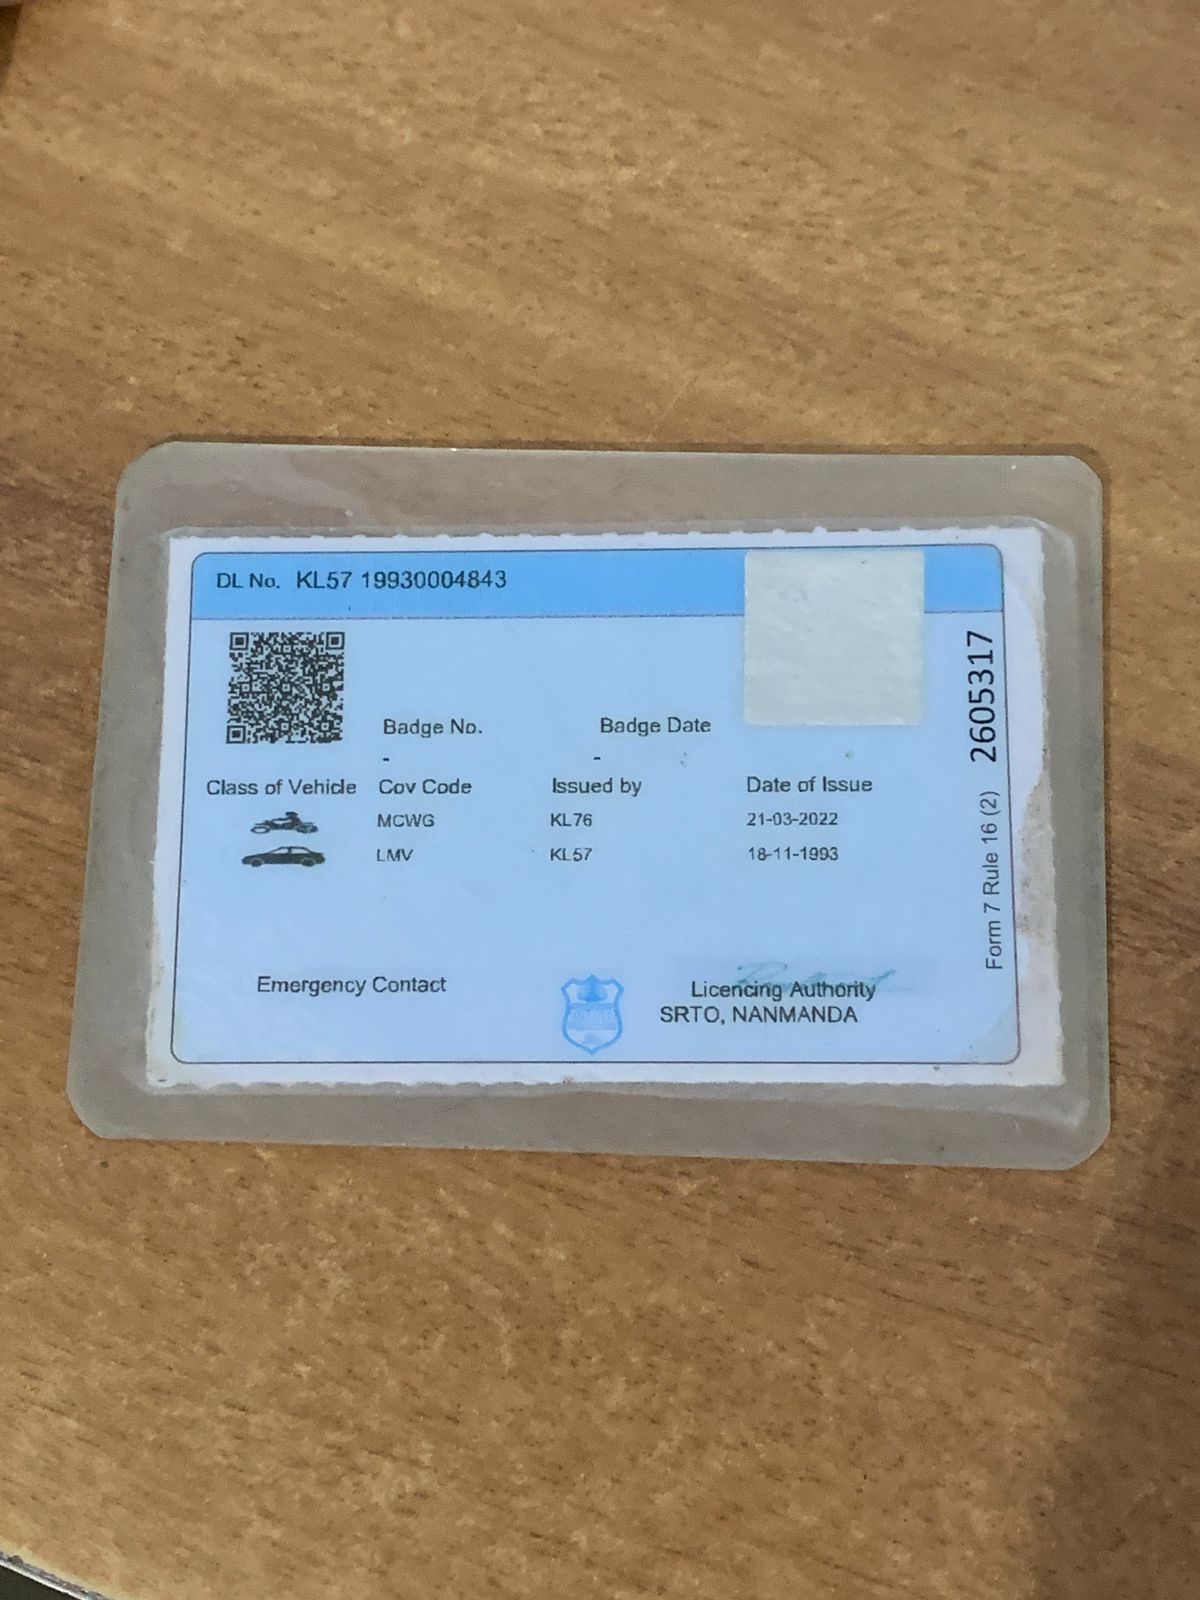 DL No. KL57 19930004843
Badge No. Badge Date
- -
Class of Vehicle Cov Code Issued by Date of Issue
MCWG KL76 21-03-2022
LMV KL57 18-11-1993
Emergency Contact
Licencing Authority
SRTO, NANMANDA
Form 7 Rule 16 (2) 2605317